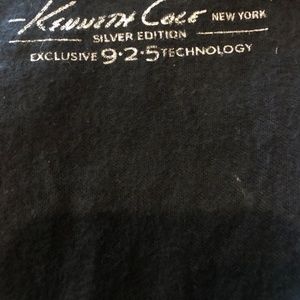 Kenneth Cole NEW YORK
SILVER EDITION
EXCLUSIVE 9·2·5 TECHNOLOGY